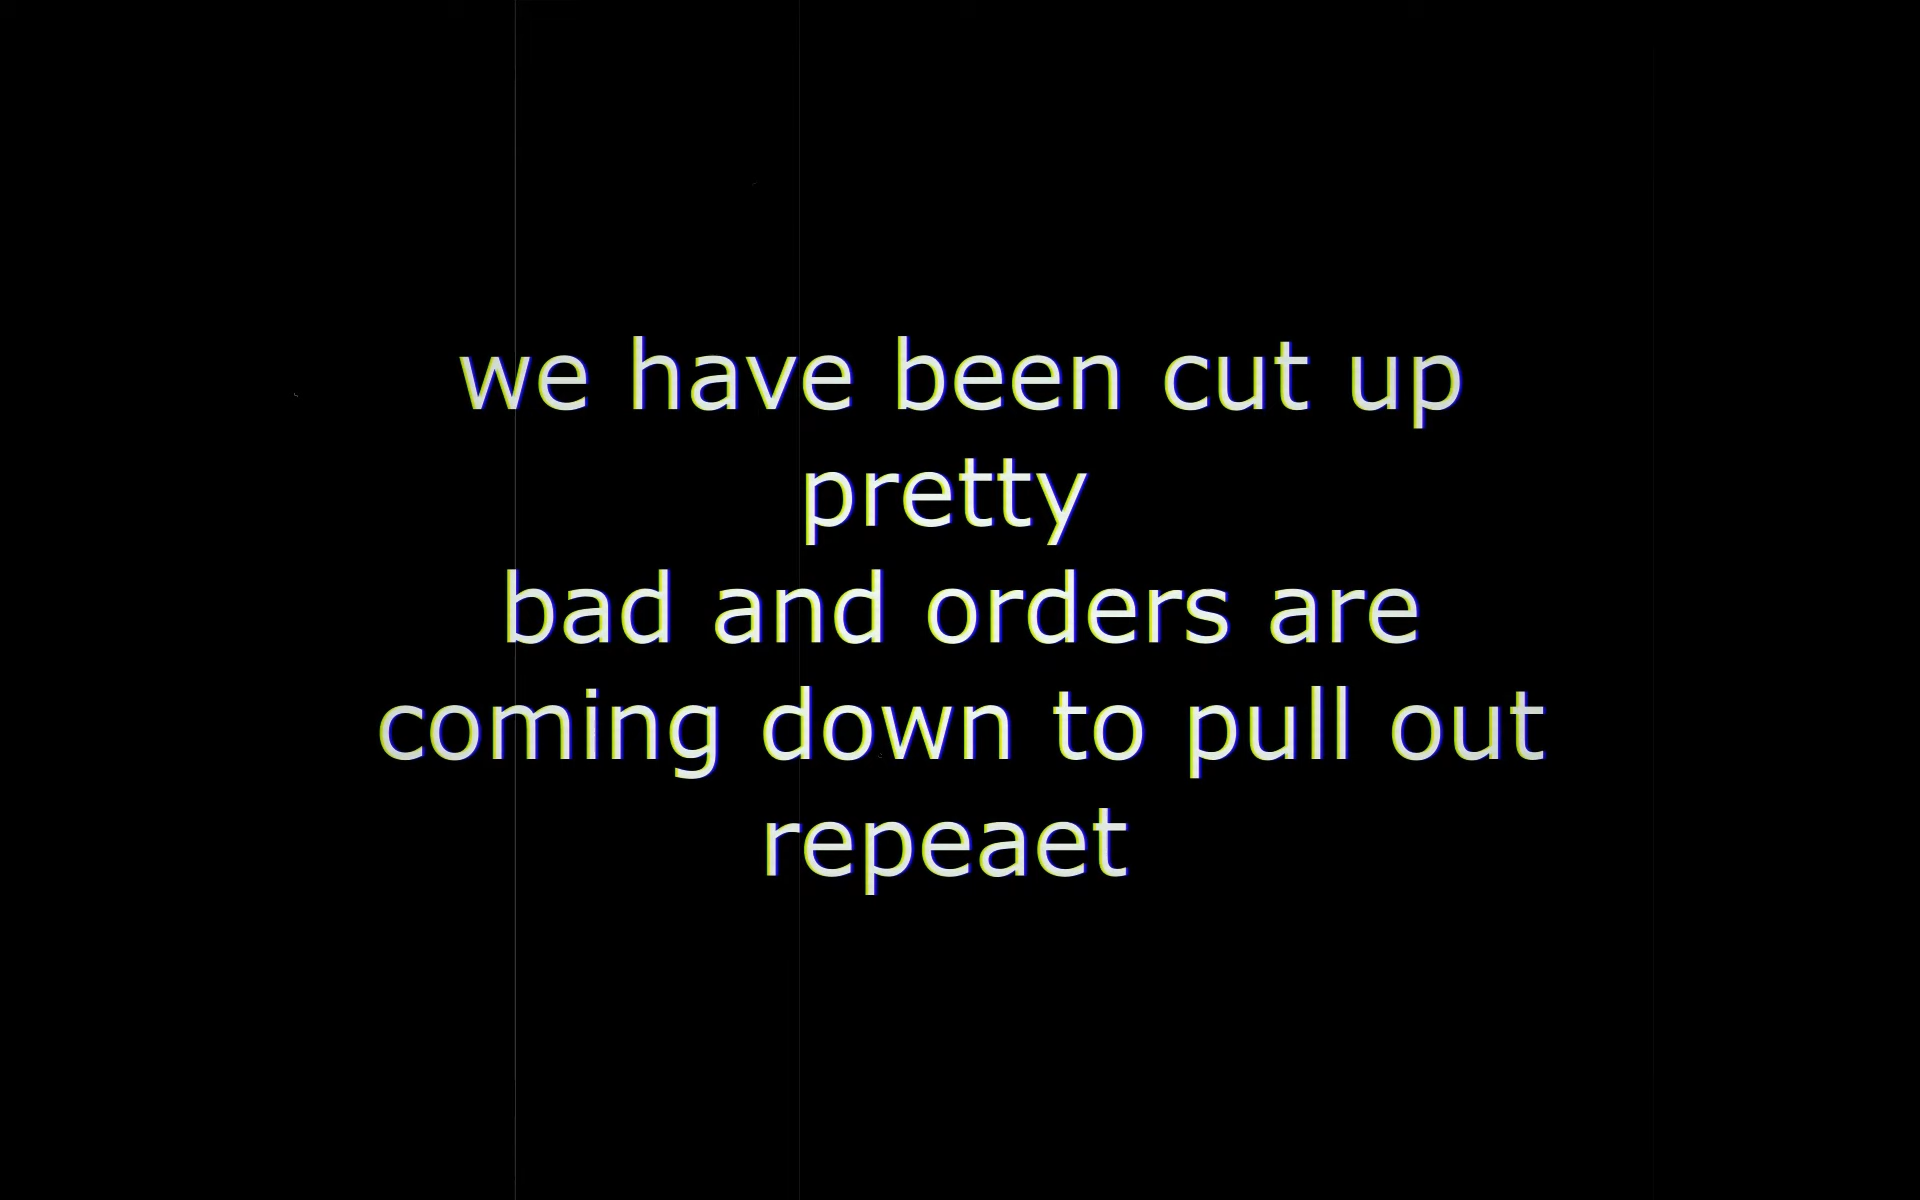 we have been cut up
pretty
bad and orders are
coming down to pull out
repeaet